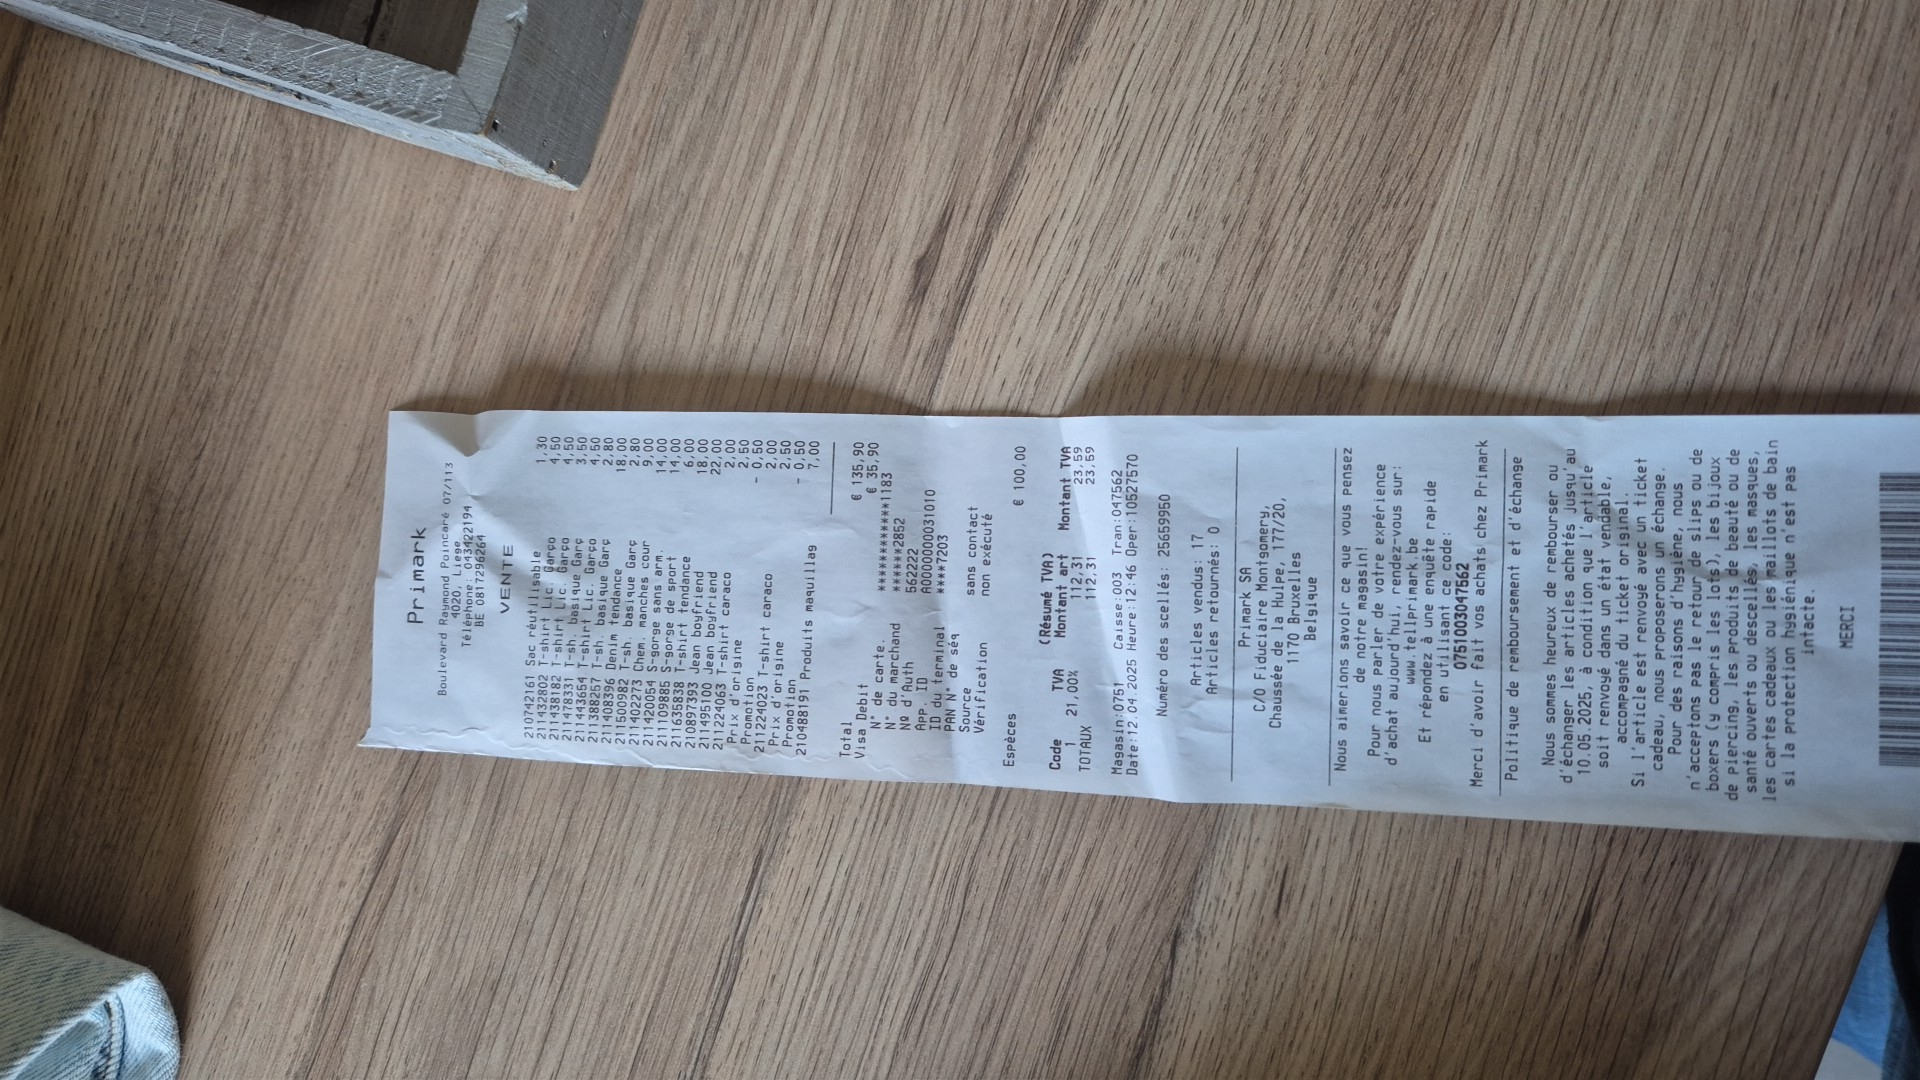 Primark
Boulevard Raymond Poincaré 07/113
4020, Liege
Téléphone : 043422194
BE 0817296264
VENTE
210742161 Sac réutilisable 1,30
211432802 T-shirt Lic. Garço 4,50
211438182 T-shirt Lic. Garço 4,50
211478331 T-sh. basique Garç 3,50
211443654 T-shirt Lic. Garço 4,50
211388257 T-sh. basique Garç 2,80
211408396 Denim tendance 18,00
211500982 T-sh. basique Garç 2,80
211402273 Chem. manches cour 9,00
211420054 S-gorge sans arm. 14,00
211109885 S-gorge de sport 14,00
211635838 T-shirt tendance 6,00
210897393 Jean boyfriend 18,00
211495100 Jean boyfriend 22,00
211224063 T-shirt caraco 2,00
Prix d'origine 2,50
Promotion - 0,50
211224023 T-shirt caraco 2,00
Prix d'origine 2,50
Promotion - 0,50
210488191 Produits maquillag 7,00
Total € 135,90
Visa Debit € 35,90
N° de carte. ************1183
N° du marchand ******2852
Nº d'Auth 562222
App. ID A0000000031010
ID du terminal ****7203
PAN N° de séq
Source sans contact
Vérification non exécuté
Espèces € 100,00
(Résumé TVA)
Code TVA Montant art Montant TVA
1 21,00% 112,31 23,59
TOTAUX 112,31 23,59
Magasin:0751 Caisse:003 Tran:047562
Date:12.04.2025 Heure:12:46 Oper:10527570
Numéro des scellés: 25659950
Articles vendus: 17
Articles retournés: 0
Primark SA
C/O Fiduciaire Montgomery,
Chaussée de la Hulpe, 177/20,
1170 Bruxelles
Belgique
Nous aimerions savoir ce que vous pensez
de notre magasin!
Pour nous parler de votre expérience
d'achat aujourd'hui, rendez-vous sur:
www.tellprimark.be
Et répondez à une enquête rapide
en utilisant ce code:
0751003047562
Merci d'avoir fait vos achats chez Primark
Politique de remboursement et d'échange
Nous sommes heureux de rembourser ou
d'échanger les articles achetés jusqu'au
10.05.2025, à condition que l'article
soit renvoyé dans un état vendable,
accompagné du ticket original.
Si l'article est renvoyé avec un ticket
cadeau, nous proposerons un échange.
Pour des raisons d'hygiène, nous
n'acceptons pas le retour de slips ou de
boxers (y compris les lots), les bijoux
de piercing, les produits de beauté ou de
santé ouverts ou descellés, les masques,
les cartes cadeaux ou les maillots de bain
si la protection hygiénique n'est pas
intacte.
MERCI